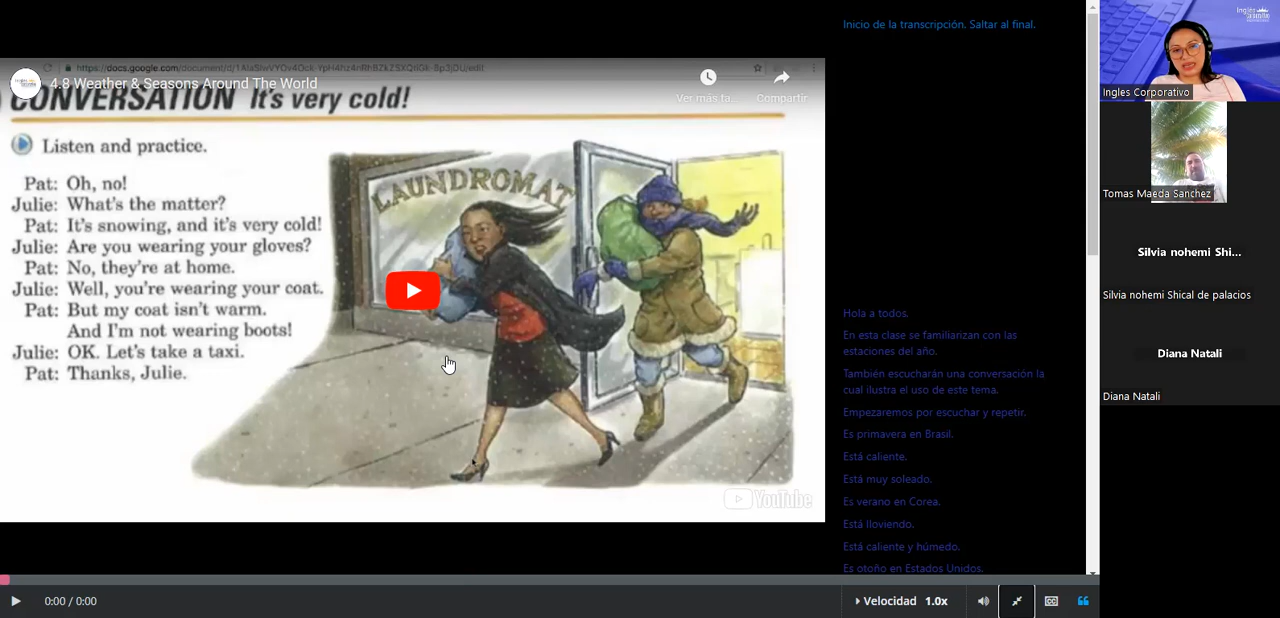 Inicio de la transcripción. Saltar al final.
4.8 Weather & Seasons Around The World
Ver más ta...
Compartir
CONVERSATION It's very cold!
Listen and practice.
LAUNDROMAT
Pat: Oh, no!
Julie: What's the matter?
Pat: It's snowing, and it's very cold!
Julie: Are you wearing your gloves?
Pat: No, they're at home.
Julie: Well, you're wearing your coat.
Pat: But my coat isn't warm.
And I'm not wearing boots!
Julie: OK. Let's take a taxi.
Pat: Thanks, Julie.
YouTube
Hola a todos.
En esta clase se familiarizan con las
estaciones del año.
También escucharán una conversación la
cual ilustra el uso de este tema.
Empezaremos por escuchar y repetir.
Es primavera en Brasil.
Está caliente.
Está muy soleado.
Es verano en Corea.
Está lloviendo.
Está caliente y húmedo.
Es otoño en Estados Unidos.
0:00 / 0:00
Velocidad 1.0x
CC
Ingles Corporativo
Tomas Maeda Sanchez
Silvia nohemi Shi...
Silvia nohemi Shical de palacios
Diana Natali
Diana Natali